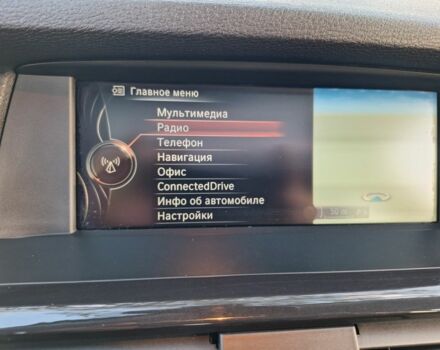 Главное меню
Мультимедиа
Радио
Телефон
Навигация
Офис
ConnectedDrive
Инфо об автомобиле
Настройки